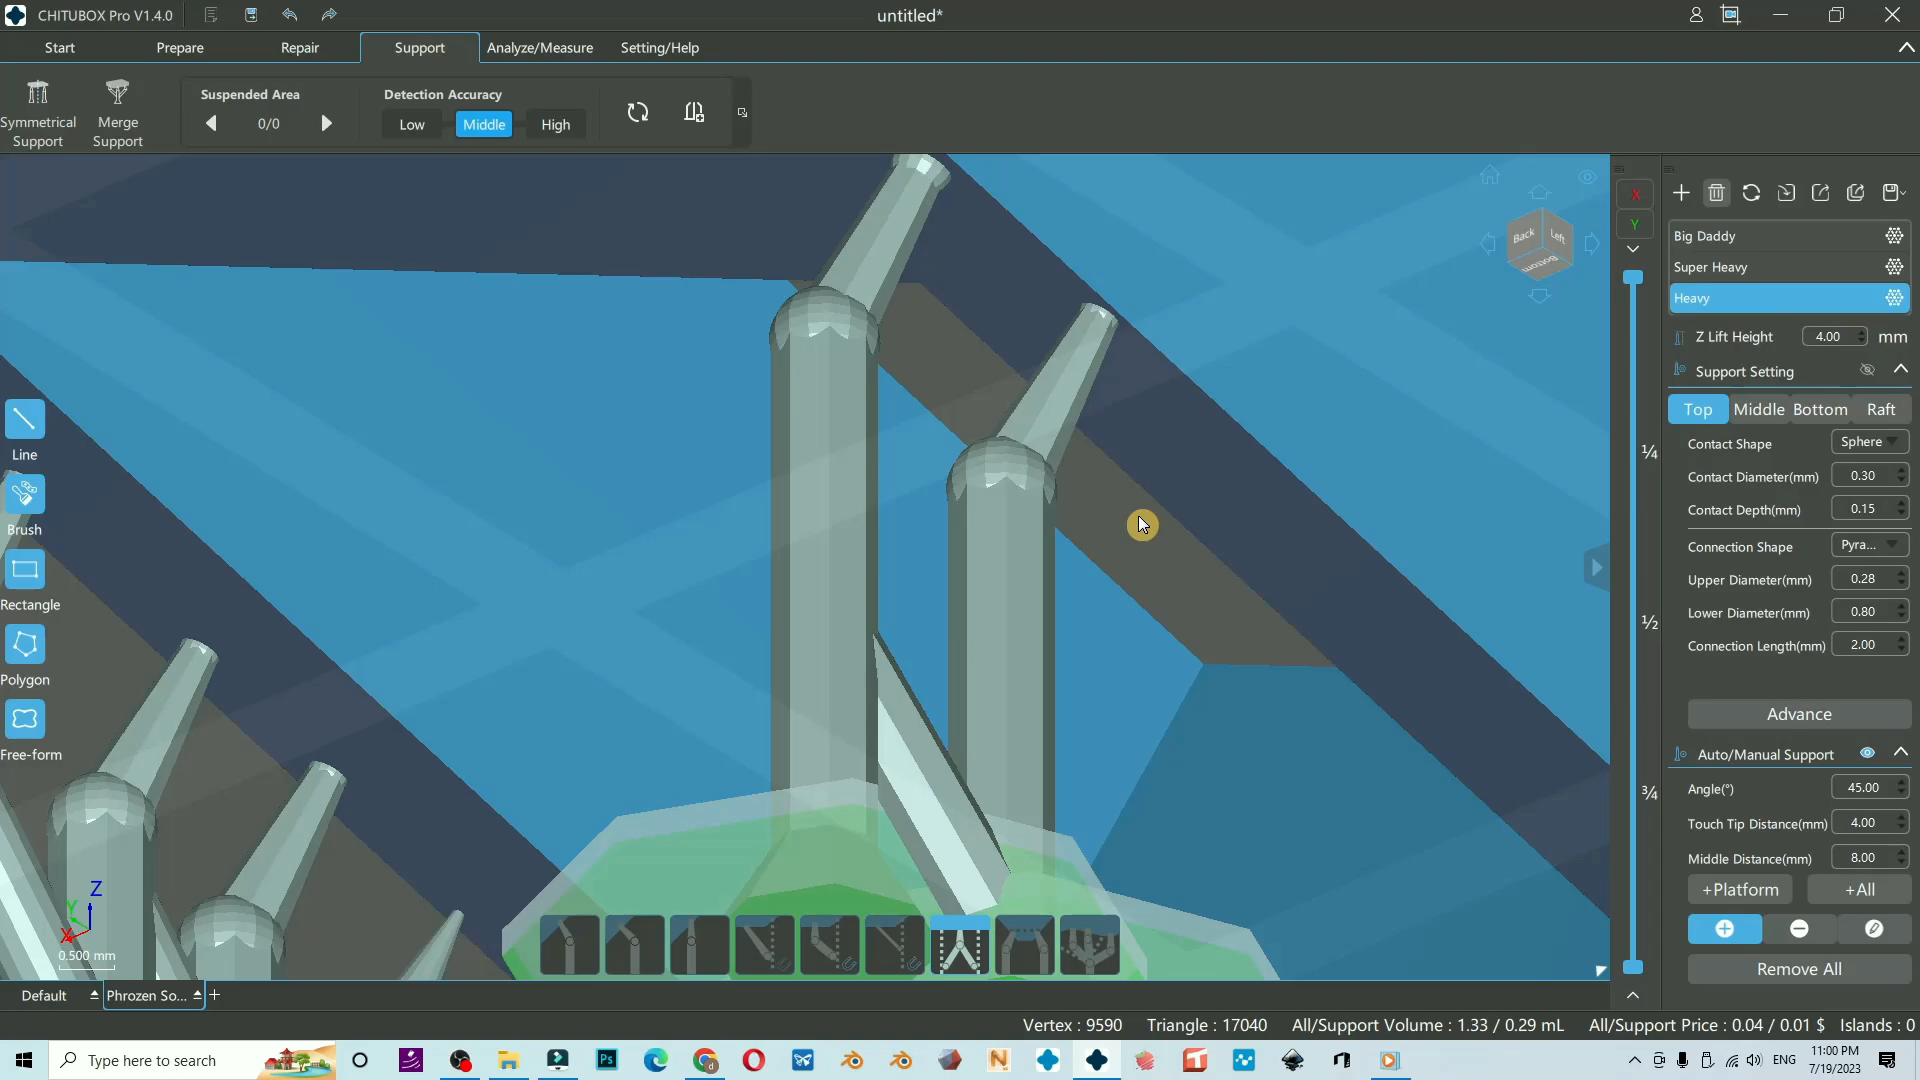 CHITUBOX Pro V1.4.0
untitled*
Start
Prepare
Repair
Support
Analyze/Measure
Setting/Help
Symmetrical
Support
Merge
Support
Suspended Area
0/0
Detection Accuracy
Low
Middle
High
Line
Brush
Rectangle
Polygon
Free-form
Back
Left
Bottom
X
Y
¼
½
¾
Big Daddy
Super Heavy
Heavy
Z Lift Height 4.00 mm
Support Setting
Top Middle Bottom Raft
Contact Shape Sphere
Contact Diameter(mm) 0.30
Contact Depth(mm) 0.15
Connection Shape Pyra...
Upper Diameter(mm) 0.28
Lower Diameter(mm) 0.80
Connection Length(mm) 2.00
Advance
Auto/Manual Support
Angle(°) 45.00
Touch Tip Distance(mm) 4.00
Middle Distance(mm) 8.00
+Platform +All
Remove All
Z
Y
X
0.500 mm
Default Phrozen So... +
Vertex : 9590 Triangle : 17040 All/Support Volume : 1.33 / 0.29 mL All/Support Price : 0.04 / 0.01 $ Islands : 0
Type here to search
Ps
N
T
ENG
11:00 PM
7/19/2023